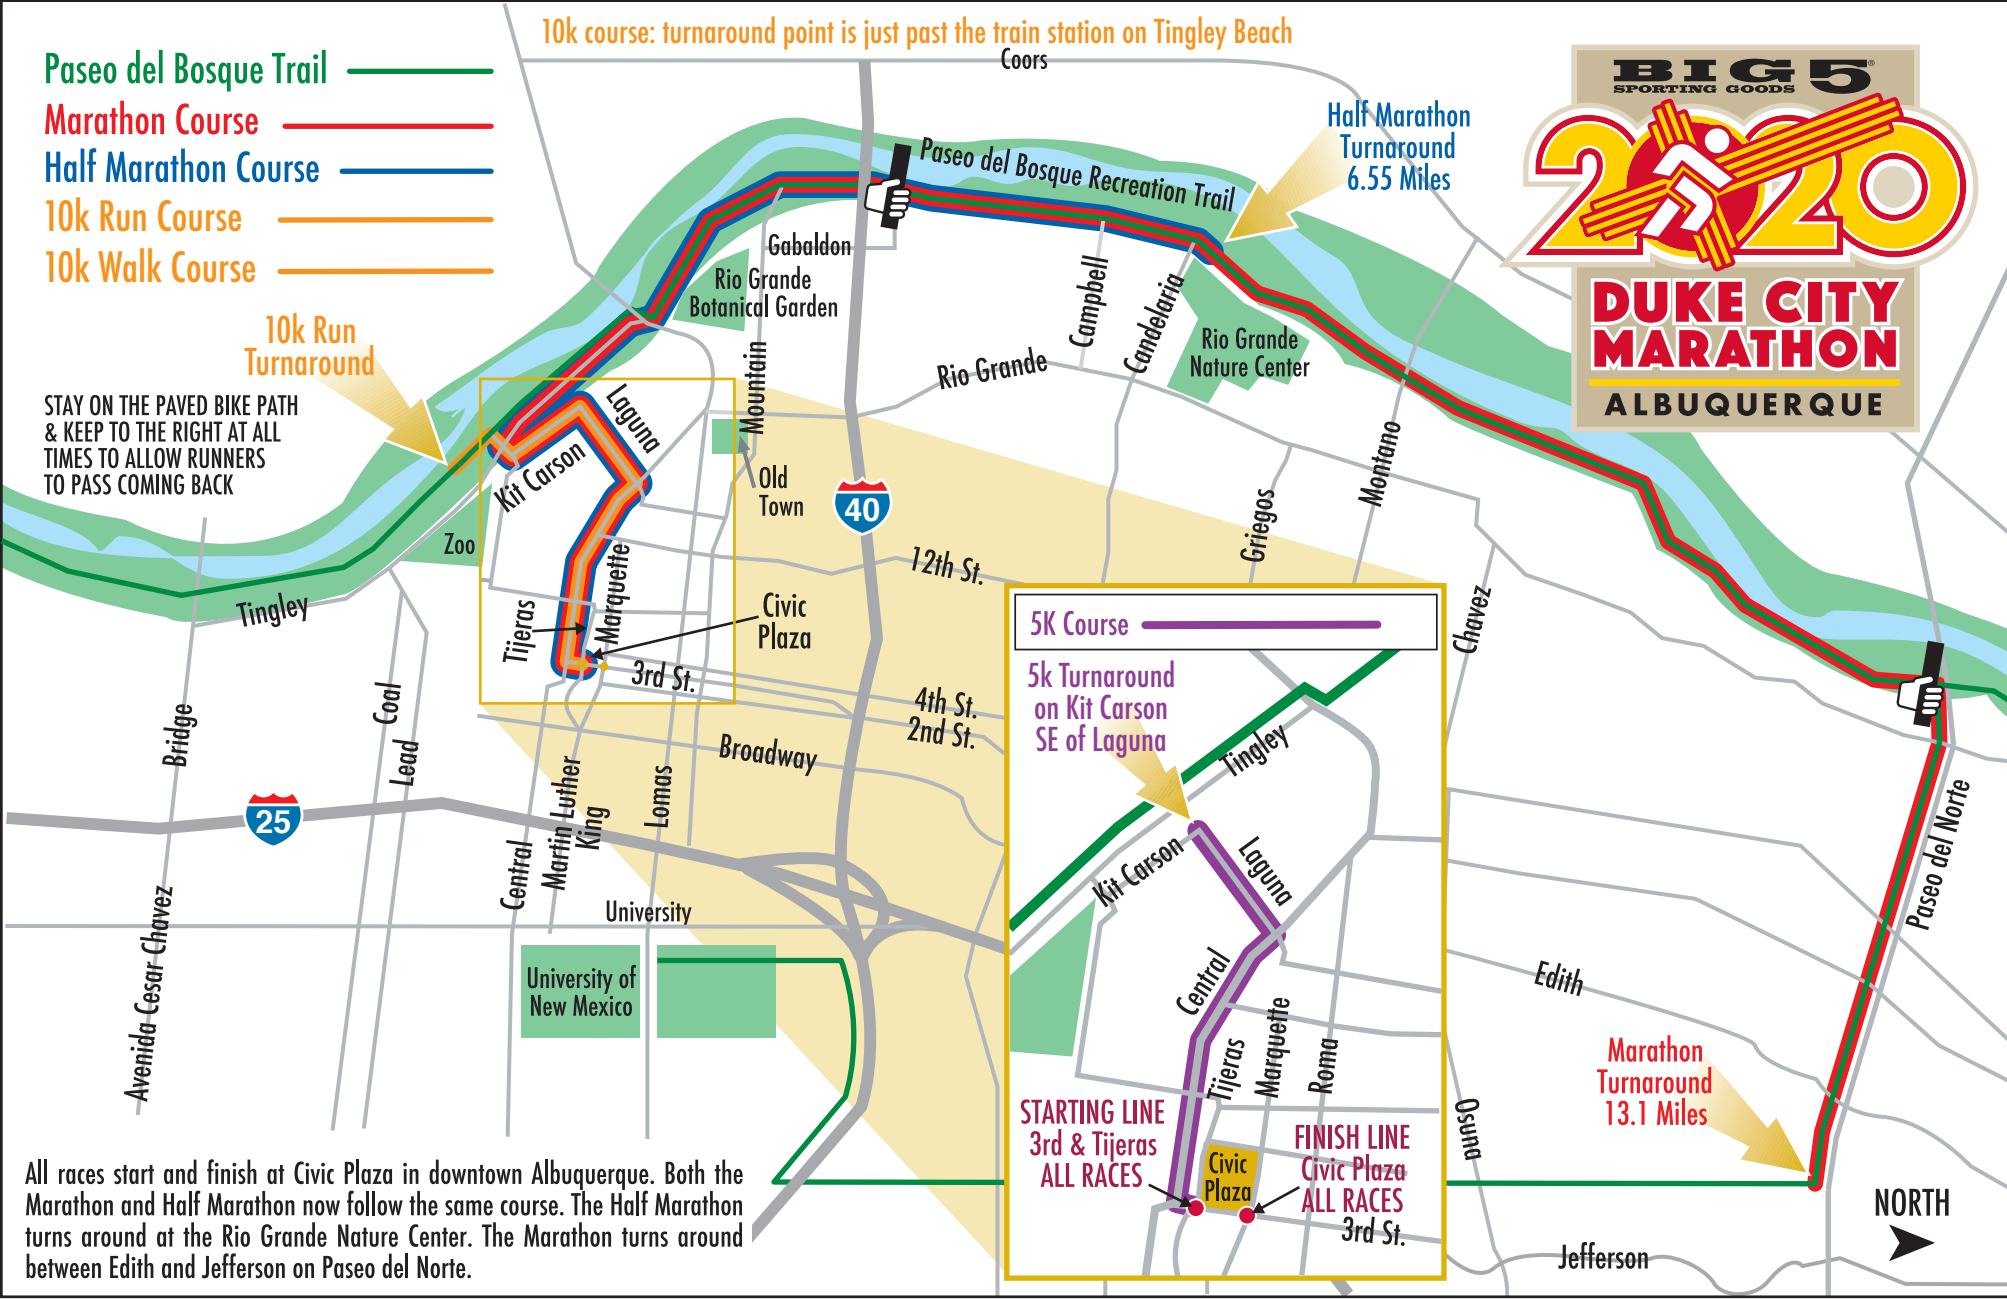 10k course: turnaround point is just past the train station on Tingley Beach
Coors
Paseo del Bosque Trail
Marathon Course
Half Marathon Course
10k Run Course
10k Walk Course
BIG 5®
SPORTING GOODS
2020
DUKE CITY
MARATHON
ALBUQUERQUE
Half Marathon
Turnaround
6.55 Miles
Paseo del Bosque Recreation Trail
Gabaldon
Rio Grande
Botanical Garden
10k Run
Turnaround
STAY ON THE PAVED BIKE PATH
& KEEP TO THE RIGHT AT ALL
TIMES TO ALLOW RUNNERS
TO PASS COMING BACK
Campbell
Candelaria
Rio Grande
Nature Center
Rio Grande
Mountain
Laguna
Kit Carson
Old
Town
40
Montano
Griegos
Zoo
12th St.
Tingley
Tijeras
Marquette
Civic
Plaza
3rd St.
4th St.
2nd St.
Broadway
Chavez
Bridge
Coal
Lead
25
Central
Martin Luther
King
Lomas
University
University of
New Mexico
Avenida Cesar Chavez
5K Course
5k Turnaround
on Kit Carson
SE of Laguna
Tingley
Kit Carson
Laguna
Central
Tijeras
Marquette
Roma
STARTING LINE
3rd & Tijeras
ALL RACES
Civic
Plaza
FINISH LINE
Civic Plaza
ALL RACES
3rd St.
Paseo del Norte
Edith
Osuna
Marathon
Turnaround
13.1 Miles
Jefferson
NORTH
All races start and finish at Civic Plaza in downtown Albuquerque. Both the
Marathon and Half Marathon now follow the same course. The Half Marathon
turns around at the Rio Grande Nature Center. The Marathon turns around
between Edith and Jefferson on Paseo del Norte.